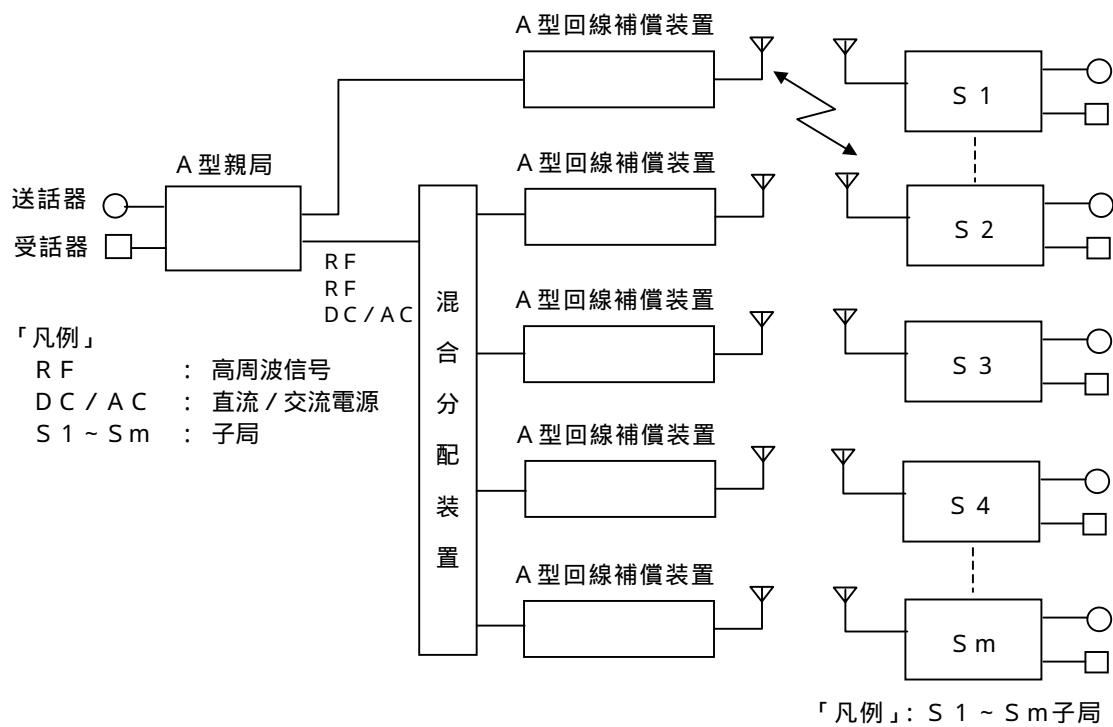 A型回線補償装置
S 1
A型回線補償装置
A型親局
送話器
受話器
S 2
RF
RF
DC/AC
混合分配装置
A型回線補償装置
S 3
「凡例」
RF : 高周波信号
DC/AC : 直流/交流電源
S1~Sm : 子局
A型回線補償装置
S 4
A型回線補償装置
Sm
「凡例」: S1~Sm子局